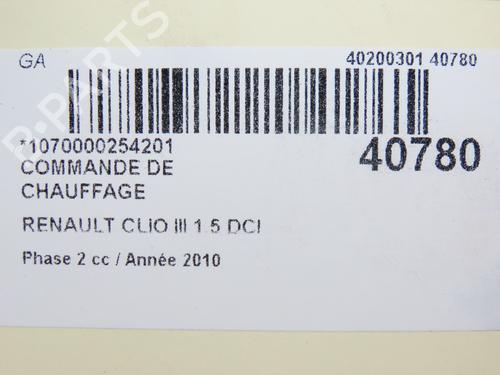 GA
40200301 40780
*1070000254201
40780
COMMANDE DE
CHAUFFAGE
RENAULT CLIO III 1.5 DCI
Phase 2 cc / Année 2010
B-PARTS